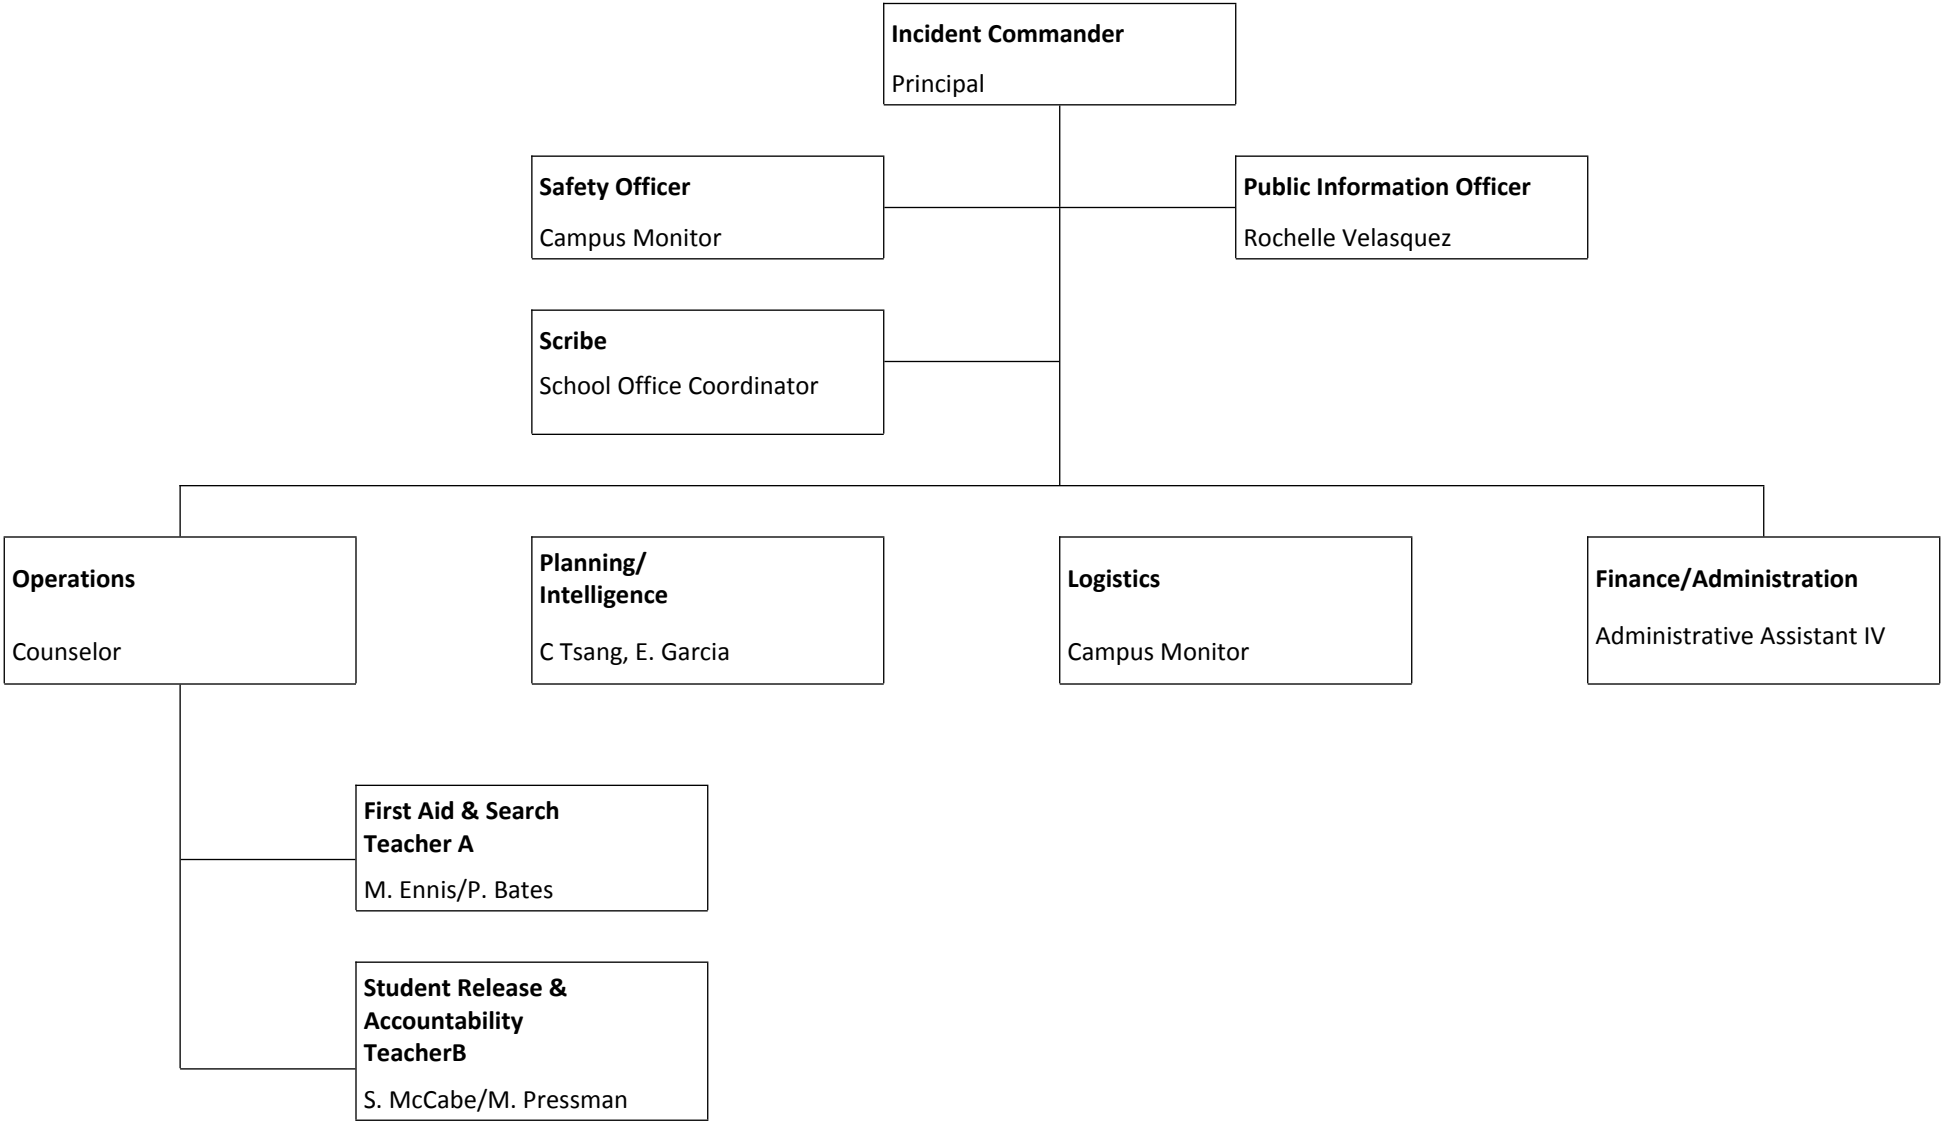 Incident Commander
Principal
Safety Officer
Campus Monitor
Public Information Officer
Rochelle Velasquez
Scribe
School Office Coordinator
Operations
Counselor
Planning/
Intelligence
C Tsang, E. Garcia
Logistics
Campus Monitor
Finance/Administration
Administrative Assistant IV
First Aid & Search
Teacher A
M. Ennis/P. Bates
Student Release &
Accountability
TeacherB
S. McCabe/M. Pressman